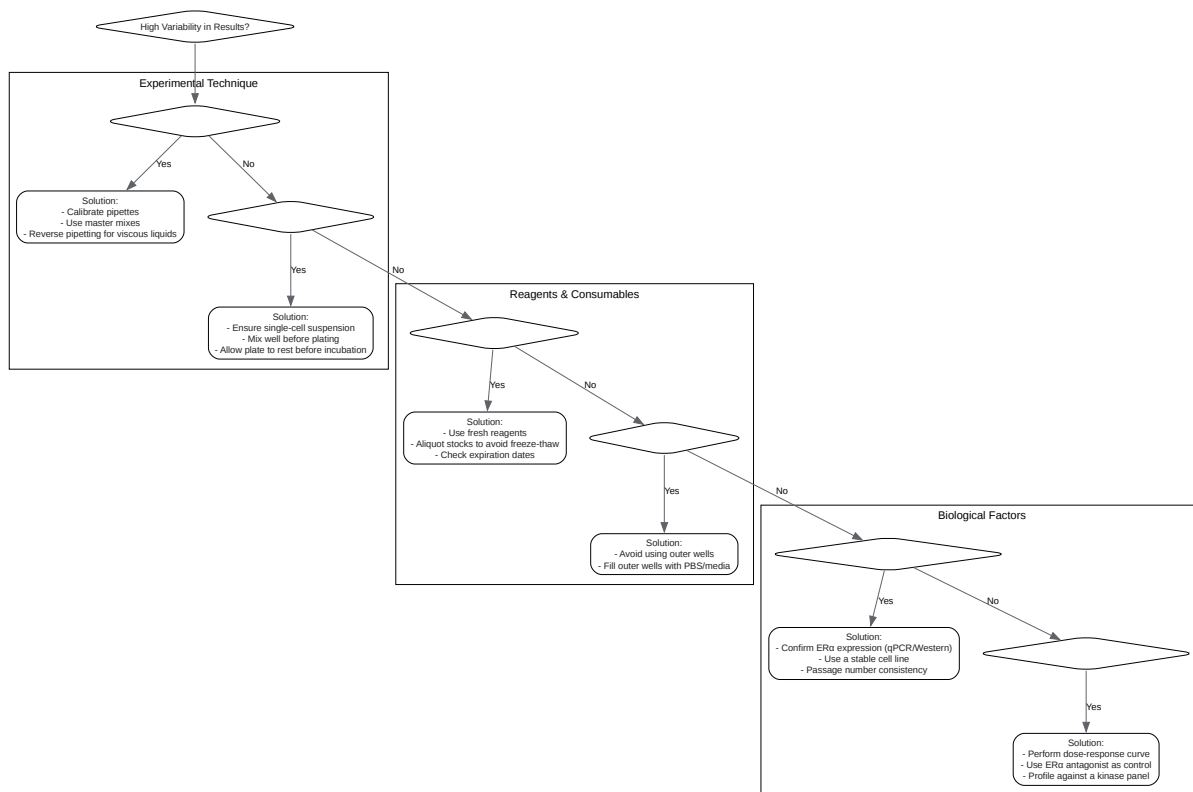 High Variability in Results?
Experimental Technique
Yes
No
Solution:
- Calibrate pipettes
- Use master mixes
- Reverse pipetting for viscous liquids
Yes
No
Solution:
- Ensure single-cell suspension
- Mix well before plating
- Allow plate to rest before incubation
Reagents & Consumables
Yes
No
Solution:
- Use fresh reagents
- Aliquot stocks to avoid freeze-thaw
- Check expiration dates
Yes
No
Solution:
- Avoid using outer wells
- Fill outer wells with PBS/media
Biological Factors
Yes
No
Solution:
- Confirm ERα expression (qPCR/Western)
- Use a stable cell line
- Passage number consistency
Yes
Solution:
- Perform dose-response curve
- Use ERα antagonist as control
- Profile against a kinase panel